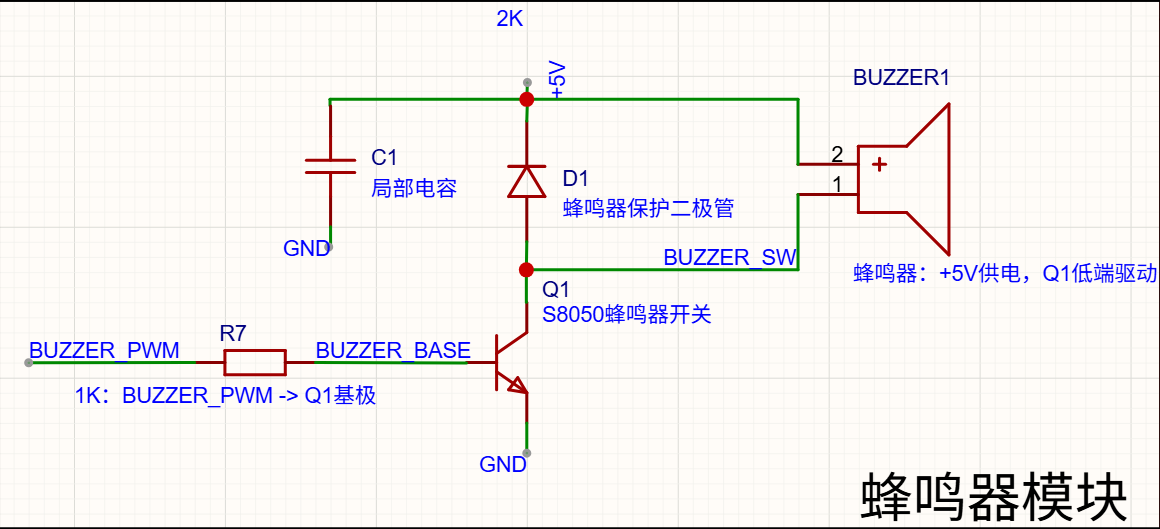 2K
+5V
BUZZER1
C1
局部电容
D1
蜂鸣器保护二极管
2
+
1
GND
BUZZER_SW
蜂鸣器：+5V供电，Q1低端驱动
Q1
S8050蜂鸣器开关
R7
BUZZER_PWM
BUZZER_BASE
1K：BUZZER_PWM -> Q1基极
GND
蜂鸣器模块